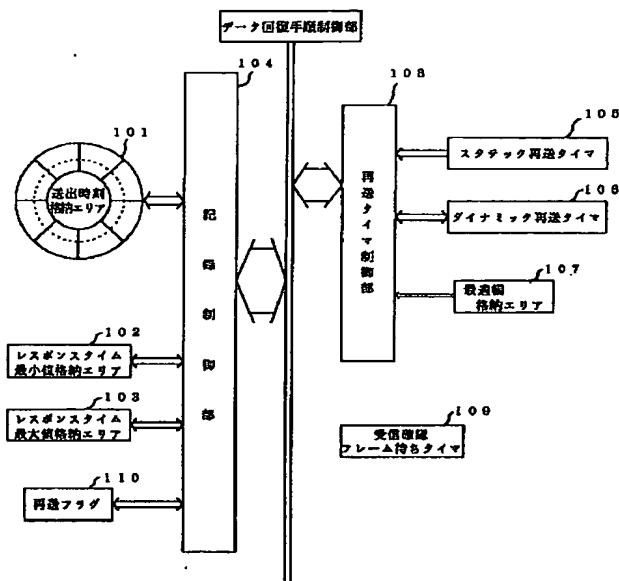 データ回復手順制御部
104
108
101
105
送出時刻
格納エリア
スタテック再送タイマ
106
ダイナミック再送タイマ
記録制御部
再送タイマ制御部
107
最適幅
格納エリア
102
レスポンスタイム
最小値格納エリア
103
レスポンスタイム
最大値格納エリア
109
受信確認
フレーム待ちタイマ
110
再送フラグ